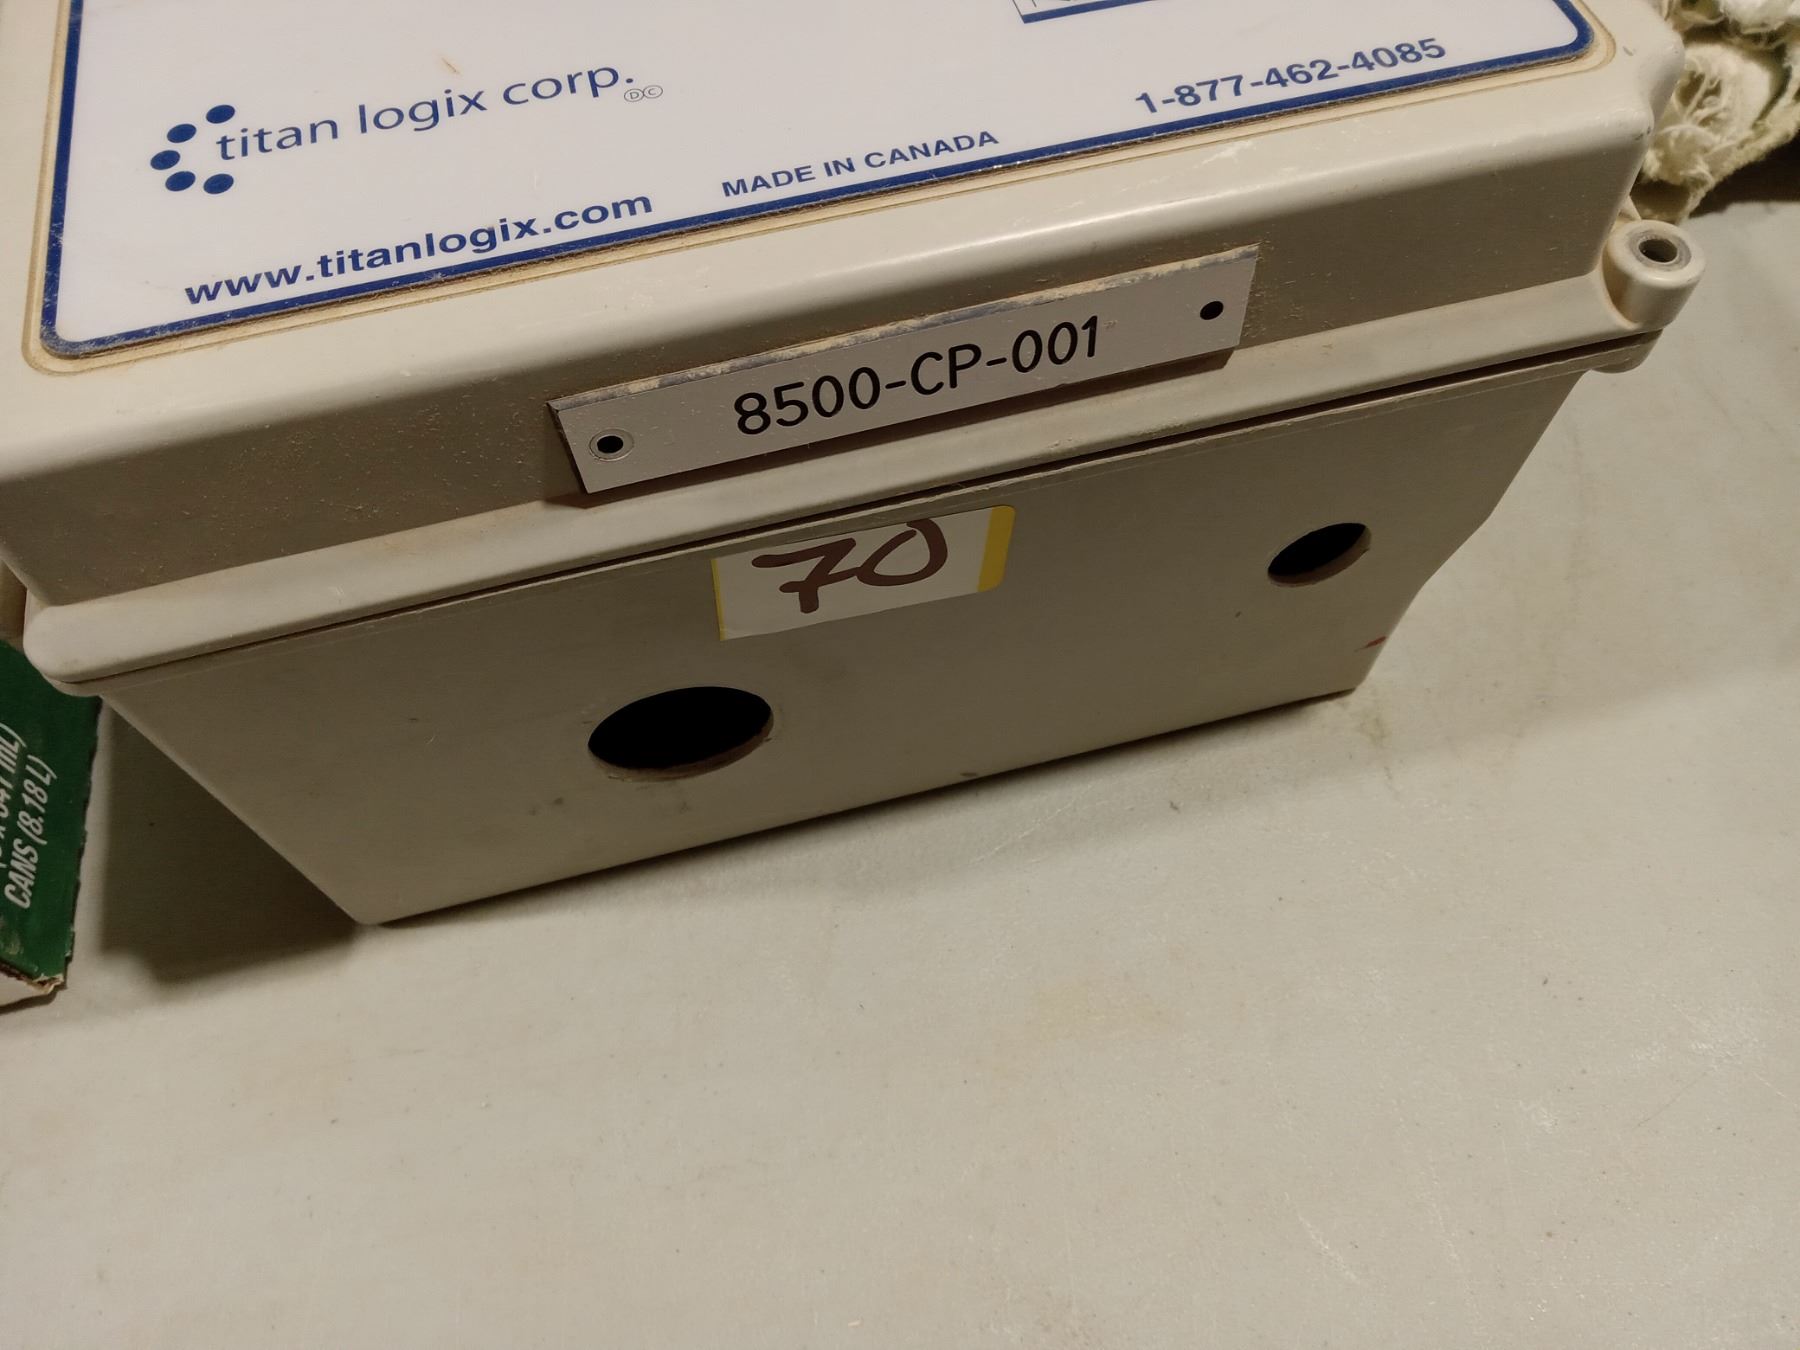 titan logix corp.
1-877-462-4085
MADE IN CANADA
www.titanlogix.com
8500-CP-001
70
CANS (8.18 L)